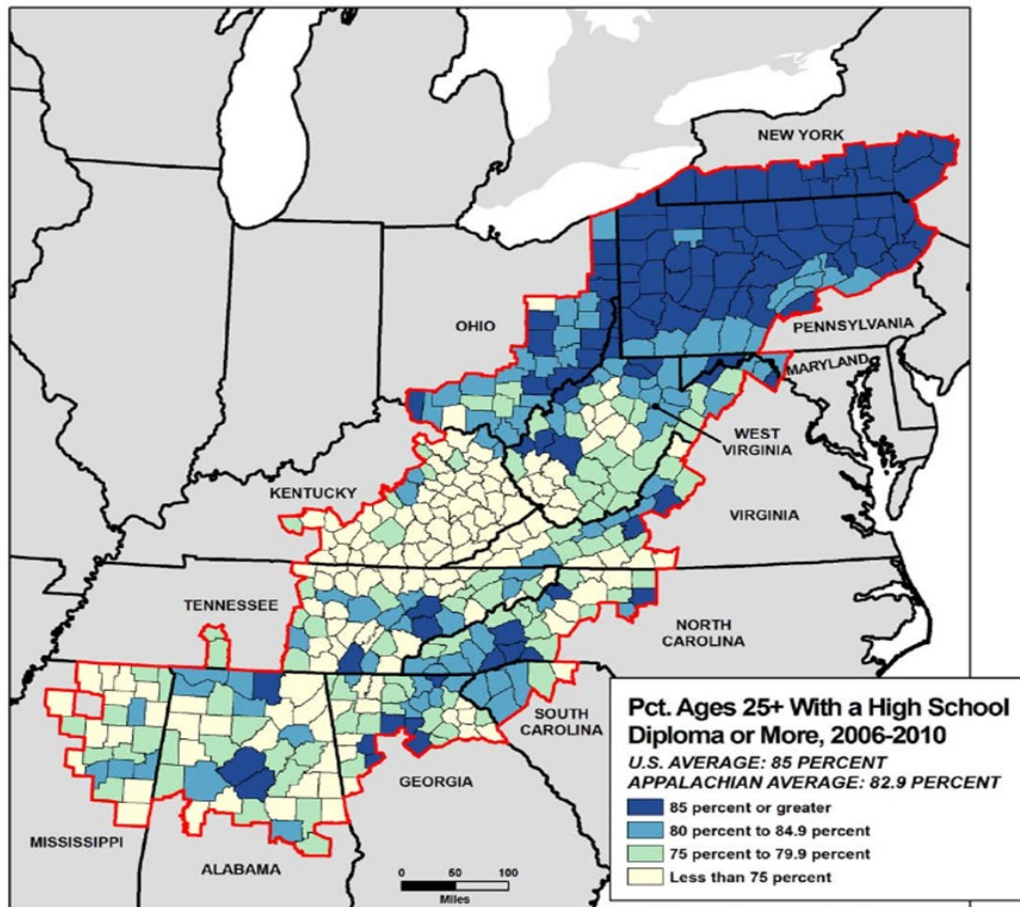 NEW YORK
OHIO
PENNSYLVANIA
MARYLAND
WEST
VIRGINIA
KENTUCKY
VIRGINIA
TENNESSEE
NORTH
CAROLINA
SOUTH
CAROLINA
GEORGIA
MISSISSIPPI
ALABAMA
0 50 100
Miles
Pct. Ages 25+ With a High School
Diploma or More, 2006-2010
U.S. AVERAGE: 85 PERCENT
APPALACHIAN AVERAGE: 82.9 PERCENT
85 percent or greater
80 percent to 84.9 percent
75 percent to 79.9 percent
Less than 75 percent